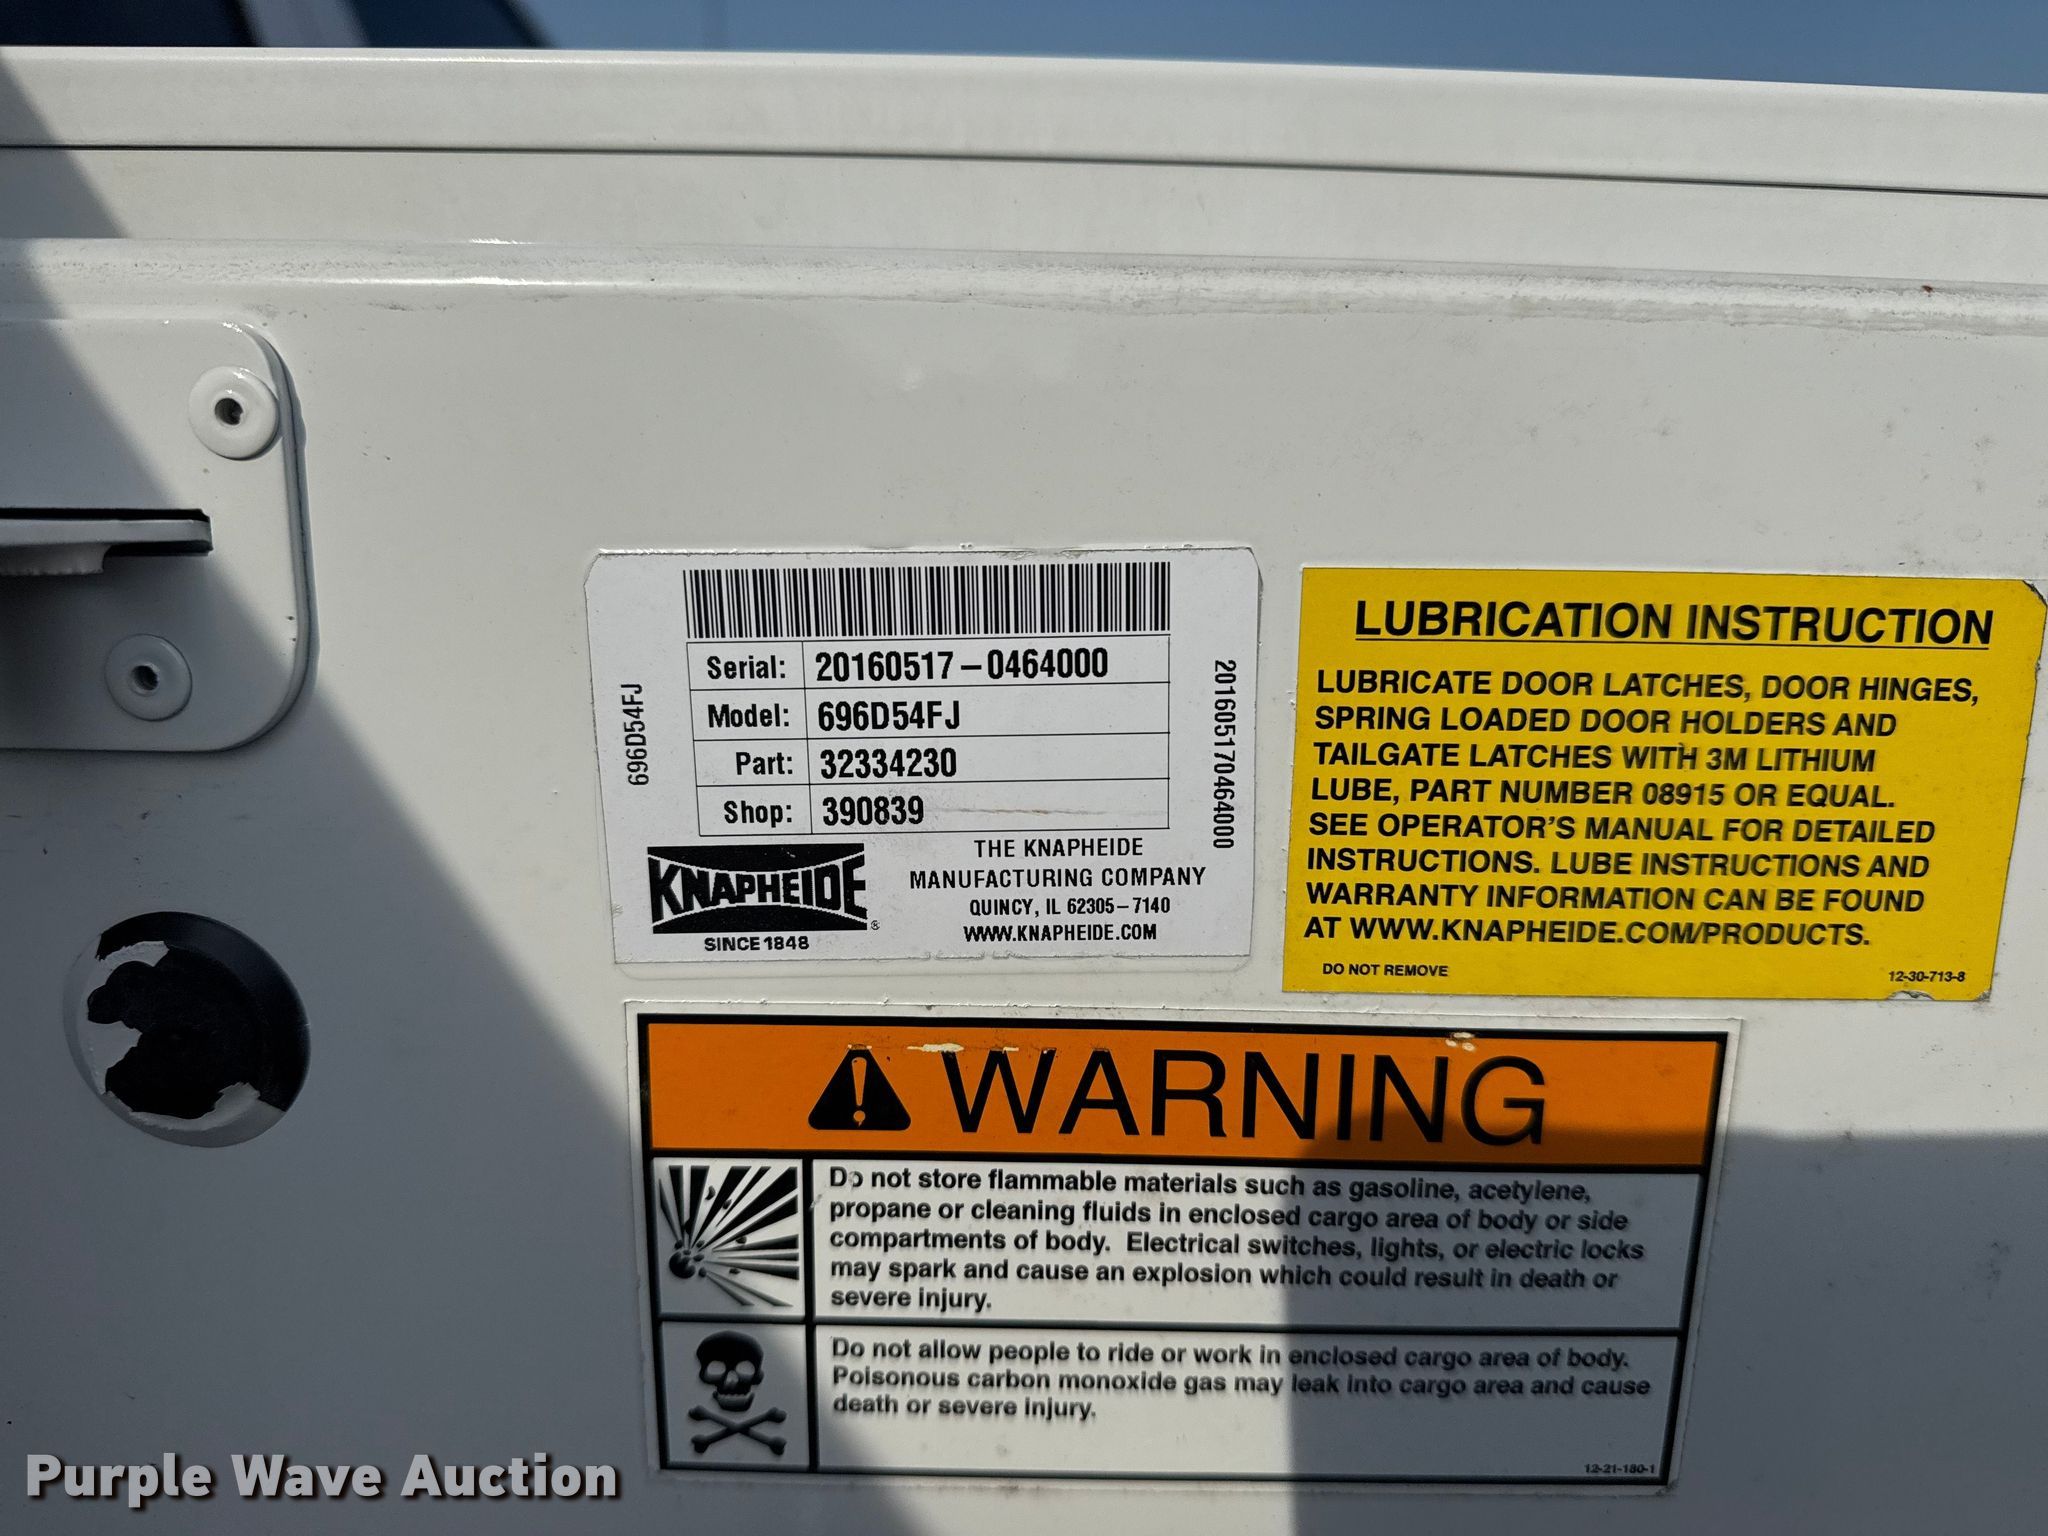 Serial: 20160517-0464000
Model: 696D54FJ
Part: 32334230
Shop: 390839
696D54FJ
201605170464000
KNAPHEIDE®
SINCE 1848
THE KNAPHEIDE
MANUFACTURING COMPANY
QUINCY, IL 62305-7140
WWW.KNAPHEIDE.COM
LUBRICATION INSTRUCTION
LUBRICATE DOOR LATCHES, DOOR HINGES,
SPRING LOADED DOOR HOLDERS AND
TAILGATE LATCHES WITH 3M LITHIUM
LUBE, PART NUMBER 08915 OR EQUAL.
SEE OPERATOR'S MANUAL FOR DETAILED
INSTRUCTIONS. LUBE INSTRUCTIONS AND
WARRANTY INFORMATION CAN BE FOUND
AT WWW.KNAPHEIDE.COM/PRODUCTS.
DO NOT REMOVE
12-30-713-8
WARNING
Do not store flammable materials such as gasoline, acetylene,
propane or cleaning fluids in enclosed cargo area of body or side
compartments of body. Electrical switches, lights, or electric locks
may spark and cause an explosion which could result in death or
severe injury.
Do not allow people to ride or work in enclosed cargo area of body.
Poisonous carbon monoxide gas may leak into cargo area and cause
death or severe injury.
12-21-180-1
Purple Wave Auction